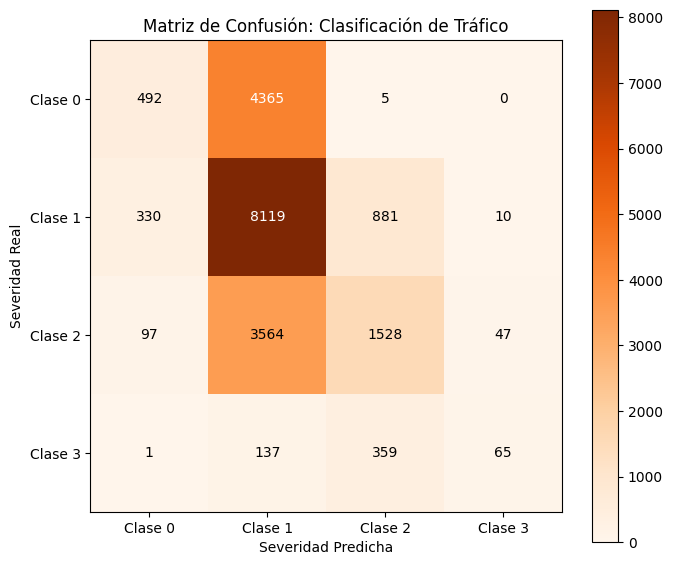 Matriz de Confusión: Clasificación de Tráfico
Severidad Real
Clase 0 492 4365 5 0
Clase 1 330 8119 881 10
Clase 2 97 3564 1528 47
Clase 3 1 137 359 65
Clase 0 Clase 1 Clase 2 Clase 3
Severidad Predicha
8000
7000
6000
5000
4000
3000
2000
1000
0